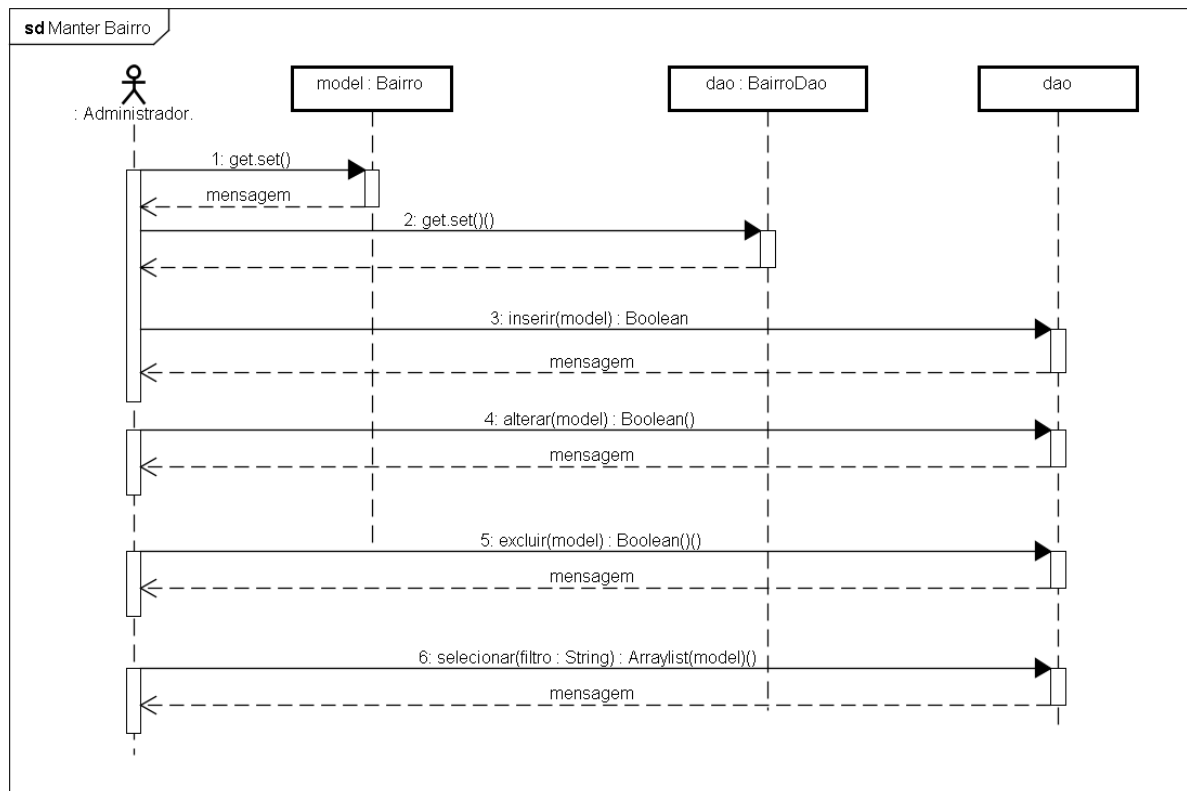 sd Manter Bairro
: Administrador.
model : Bairro
dao : BairroDao
dao
1: get.set()
mensagem
2: get.set()()
3: inserir(model) : Boolean
mensagem
4: alterar(model) : Boolean()
mensagem
5: excluir(model) : Boolean()()
mensagem
6: selecionar(filtro : String) : Arraylist(model)()
mensagem